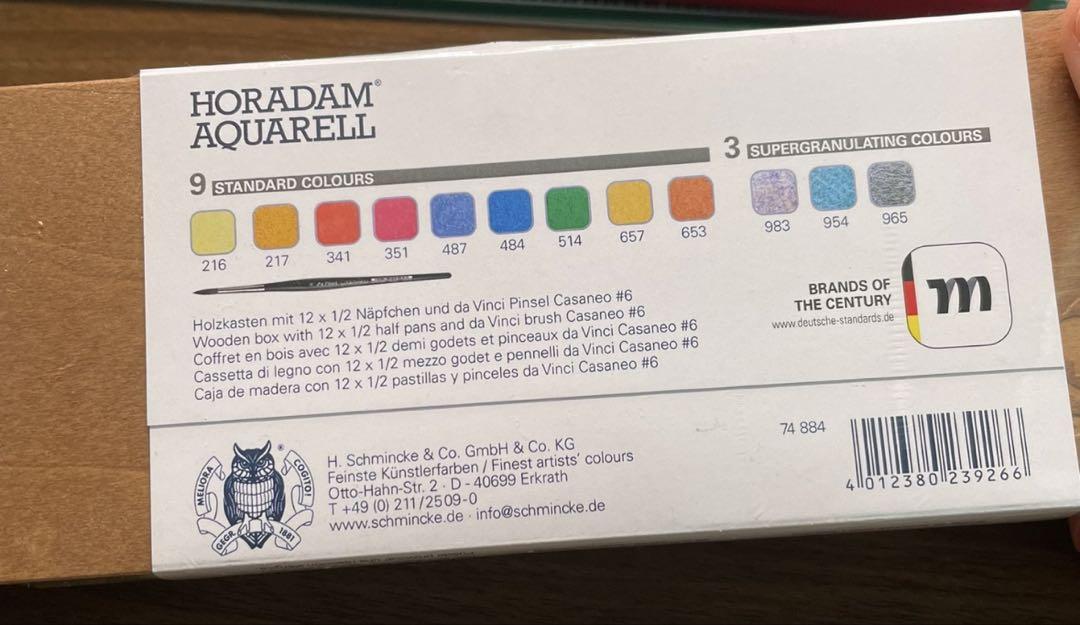 HORADAM®
AQUARELL
9 STANDARD COLOURS
216 217 341 351 487 484 514 657 653
3 SUPERGRANULATING COLOURS
983 954 965
Holzkasten mit 12 x 1/2 Näpfchen und da Vinci Pinsel Casaneo #6
Wooden box with 12 x 1/2 half pans and da Vinci brush Casaneo #6
Coffret en bois avec 12 x 1/2 demi godets et pinceaux da Vinci Casaneo #6
Cassetta di legno con 12 x 1/2 mezzo godet e pennelli da Vinci Casaneo #6
Caja de madera con 12 x 1/2 pastillas y pinceles da Vinci Casaneo #6
BRANDS OF
THE CENTURY
www.deutsche-standards.de
m
MELIORA COGITO!
GEGR. 1881
®
H. Schmincke & Co. GmbH & Co. KG
Feinste Künstlerfarben / Finest artists' colours
Otto-Hahn-Str. 2 · D - 40699 Erkrath
T +49 (0) 211/2509-0
www.schmincke.de · info@schmincke.de
74 884
4 012380 239266